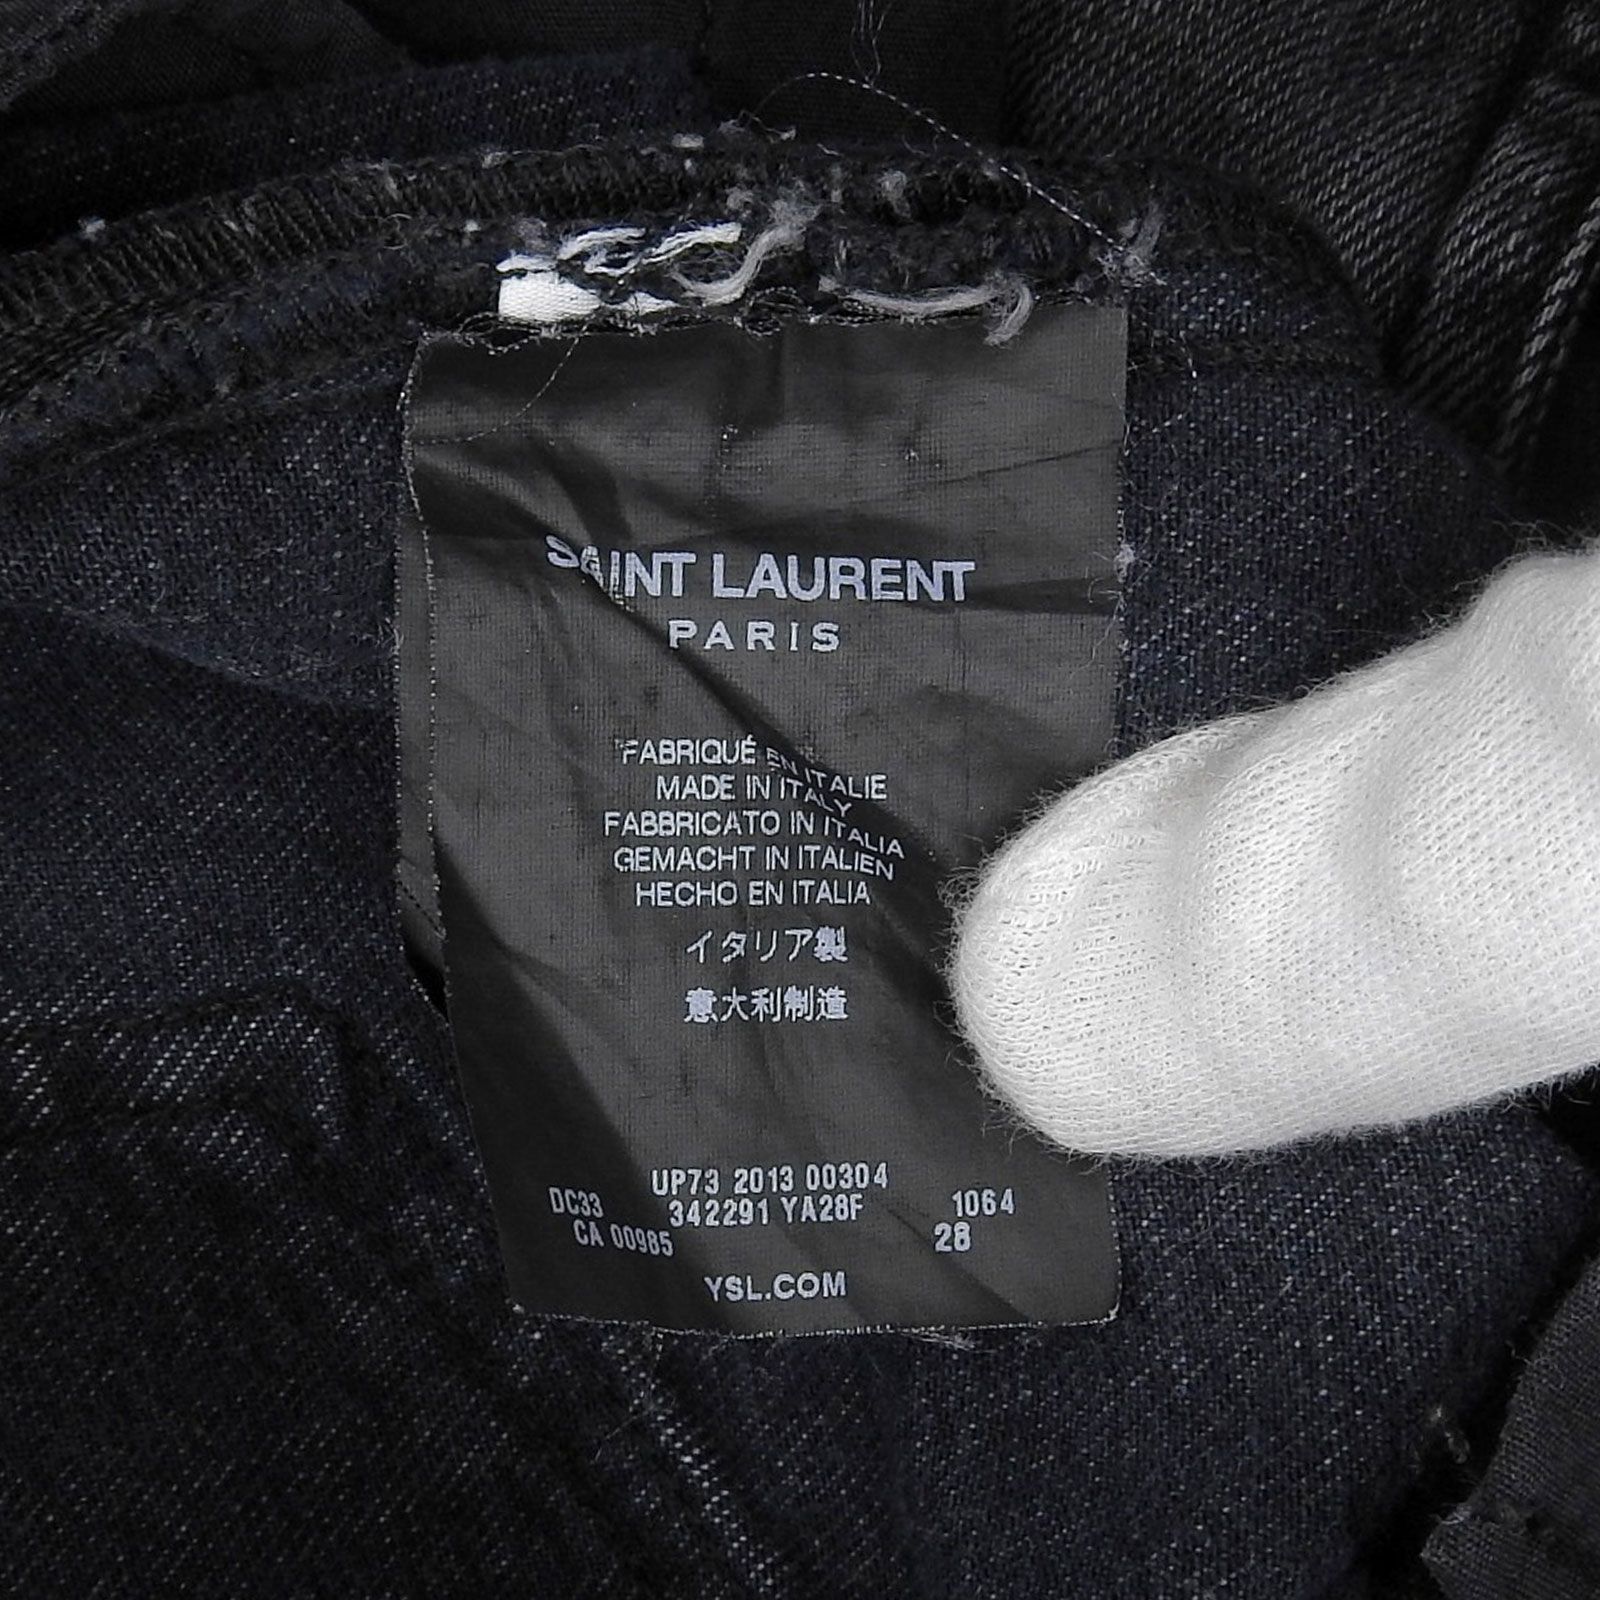 SAINT LAURENT
PARIS
FABRIQUÉ EN ITALIE
MADE IN ITALY
FABBRICATO IN ITALIA
GEMACHT IN ITALIEN
HECHO EN ITALIA
イタリア製
意大利制造
UP73 2013 00304
DC33 342291 YA28F 1064
CA 00985 28
YSL.COM